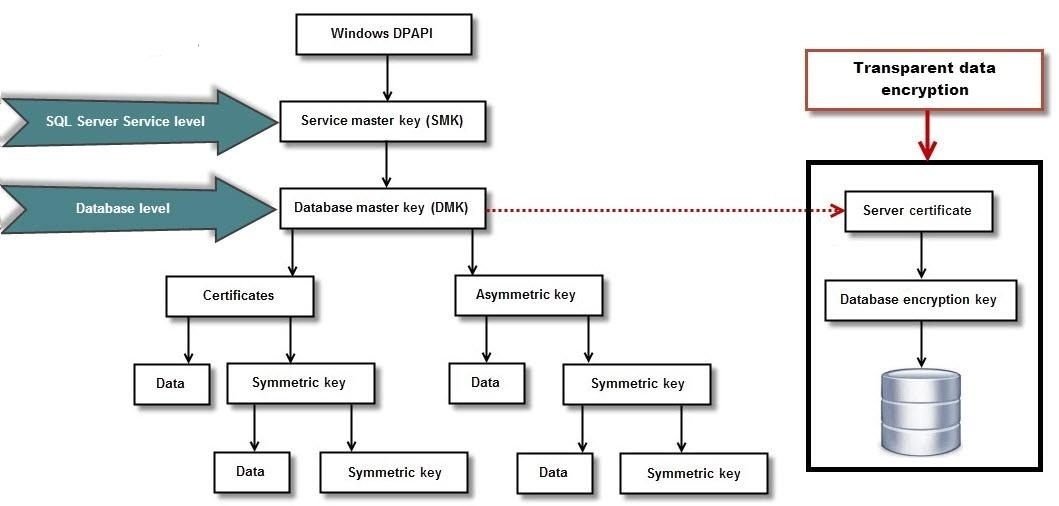 Windows DPAPI
Transparent data
encryption
SQL Server Service level
Service master key (SMK)
Database level
Database master key (DMK)
Server certificate
Certificates
Asymmetric key
Database encryption key
Data
Symmetric key
Data
Symmetric key
Data
Symmetric key
Data
Symmetric key